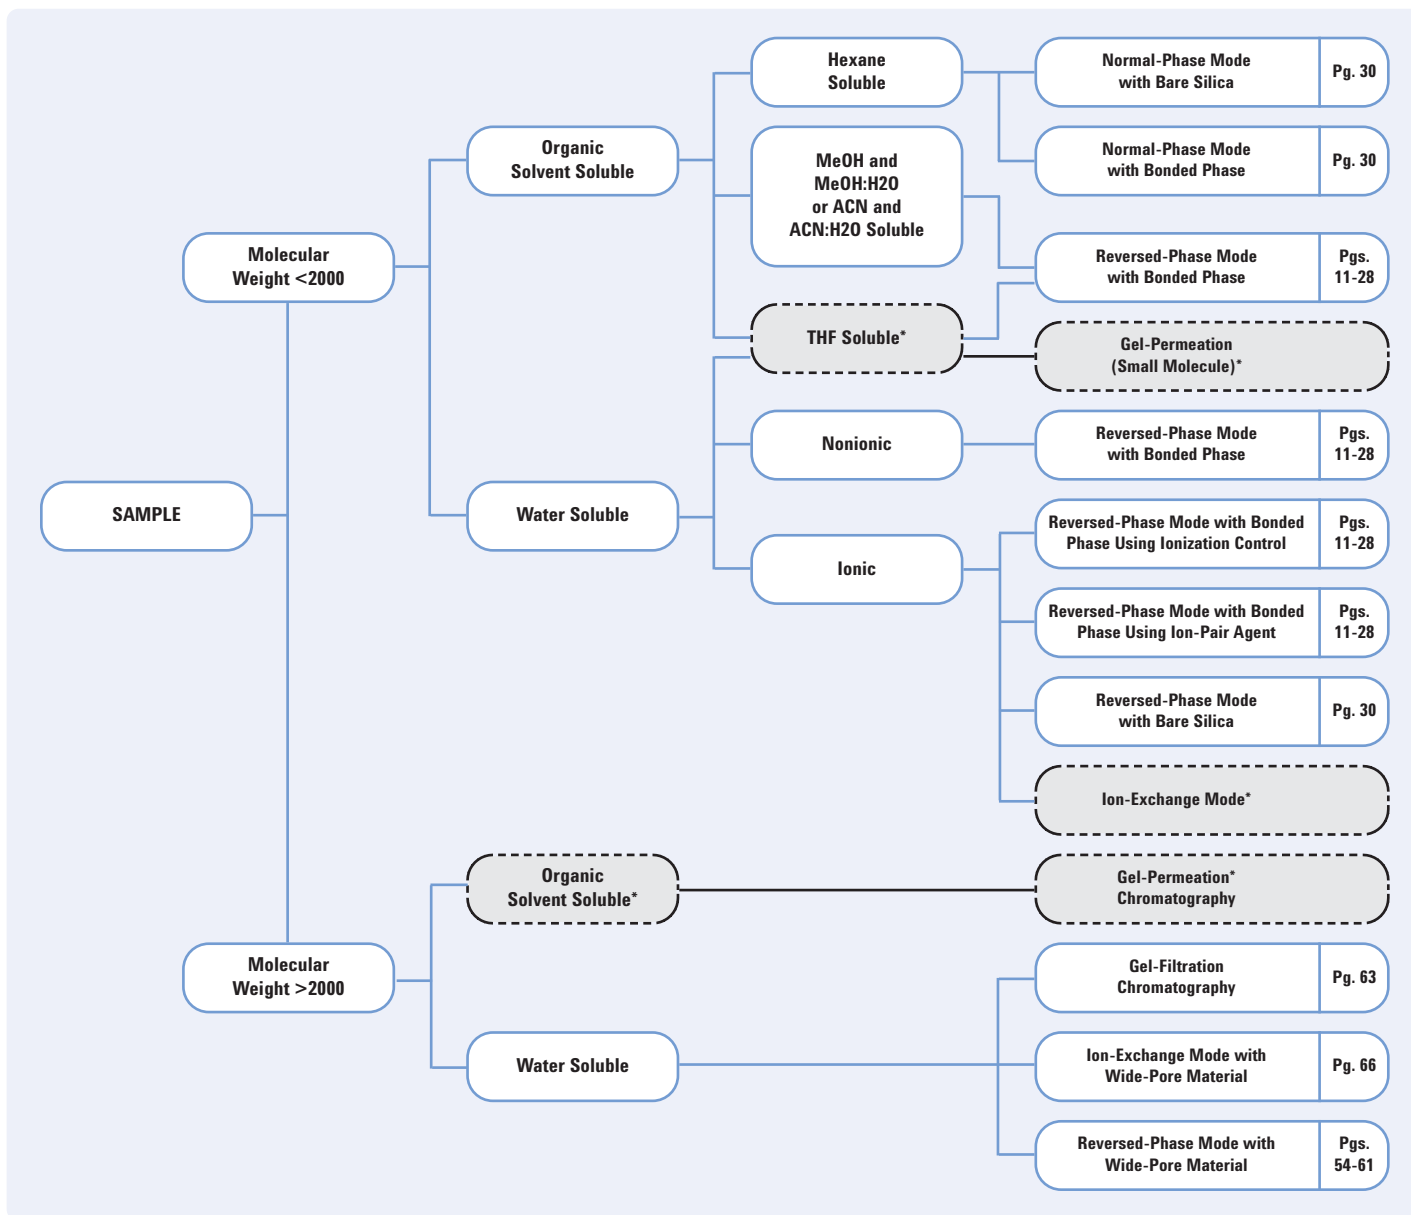 Hexane
Soluble
Normal-Phase Mode
with Bare Silica
Pg. 30
Organic
Solvent Soluble
MeOH and
MeOH:H2O
or ACN and
ACN:H2O Soluble
Normal-Phase Mode
with Bonded Phase
Pg. 30
Molecular
Weight <2000
Reversed-Phase Mode
with Bonded Phase
Pgs.
11-28
THF Soluble*
Gel-Permeation
(Small Molecule)*
Nonionic
Reversed-Phase Mode
with Bonded Phase
Pgs.
11-28
SAMPLE
Water Soluble
Ionic
Reversed-Phase Mode with Bonded
Phase Using Ionization Control
Pgs.
11-28
Reversed-Phase Mode with Bonded
Phase Using Ion-Pair Agent
Pgs.
11-28
Reversed-Phase Mode
with Bare Silica
Pg. 30
Ion-Exchange Mode*
Organic
Solvent Soluble*
Gel-Permeation*
Chromatography
Molecular
Weight >2000
Gel-Filtration
Chromatography
Pg. 63
Water Soluble
Ion-Exchange Mode with
Wide-Pore Material
Pg. 66
Reversed-Phase Mode with
Wide-Pore Material
Pgs.
54-61